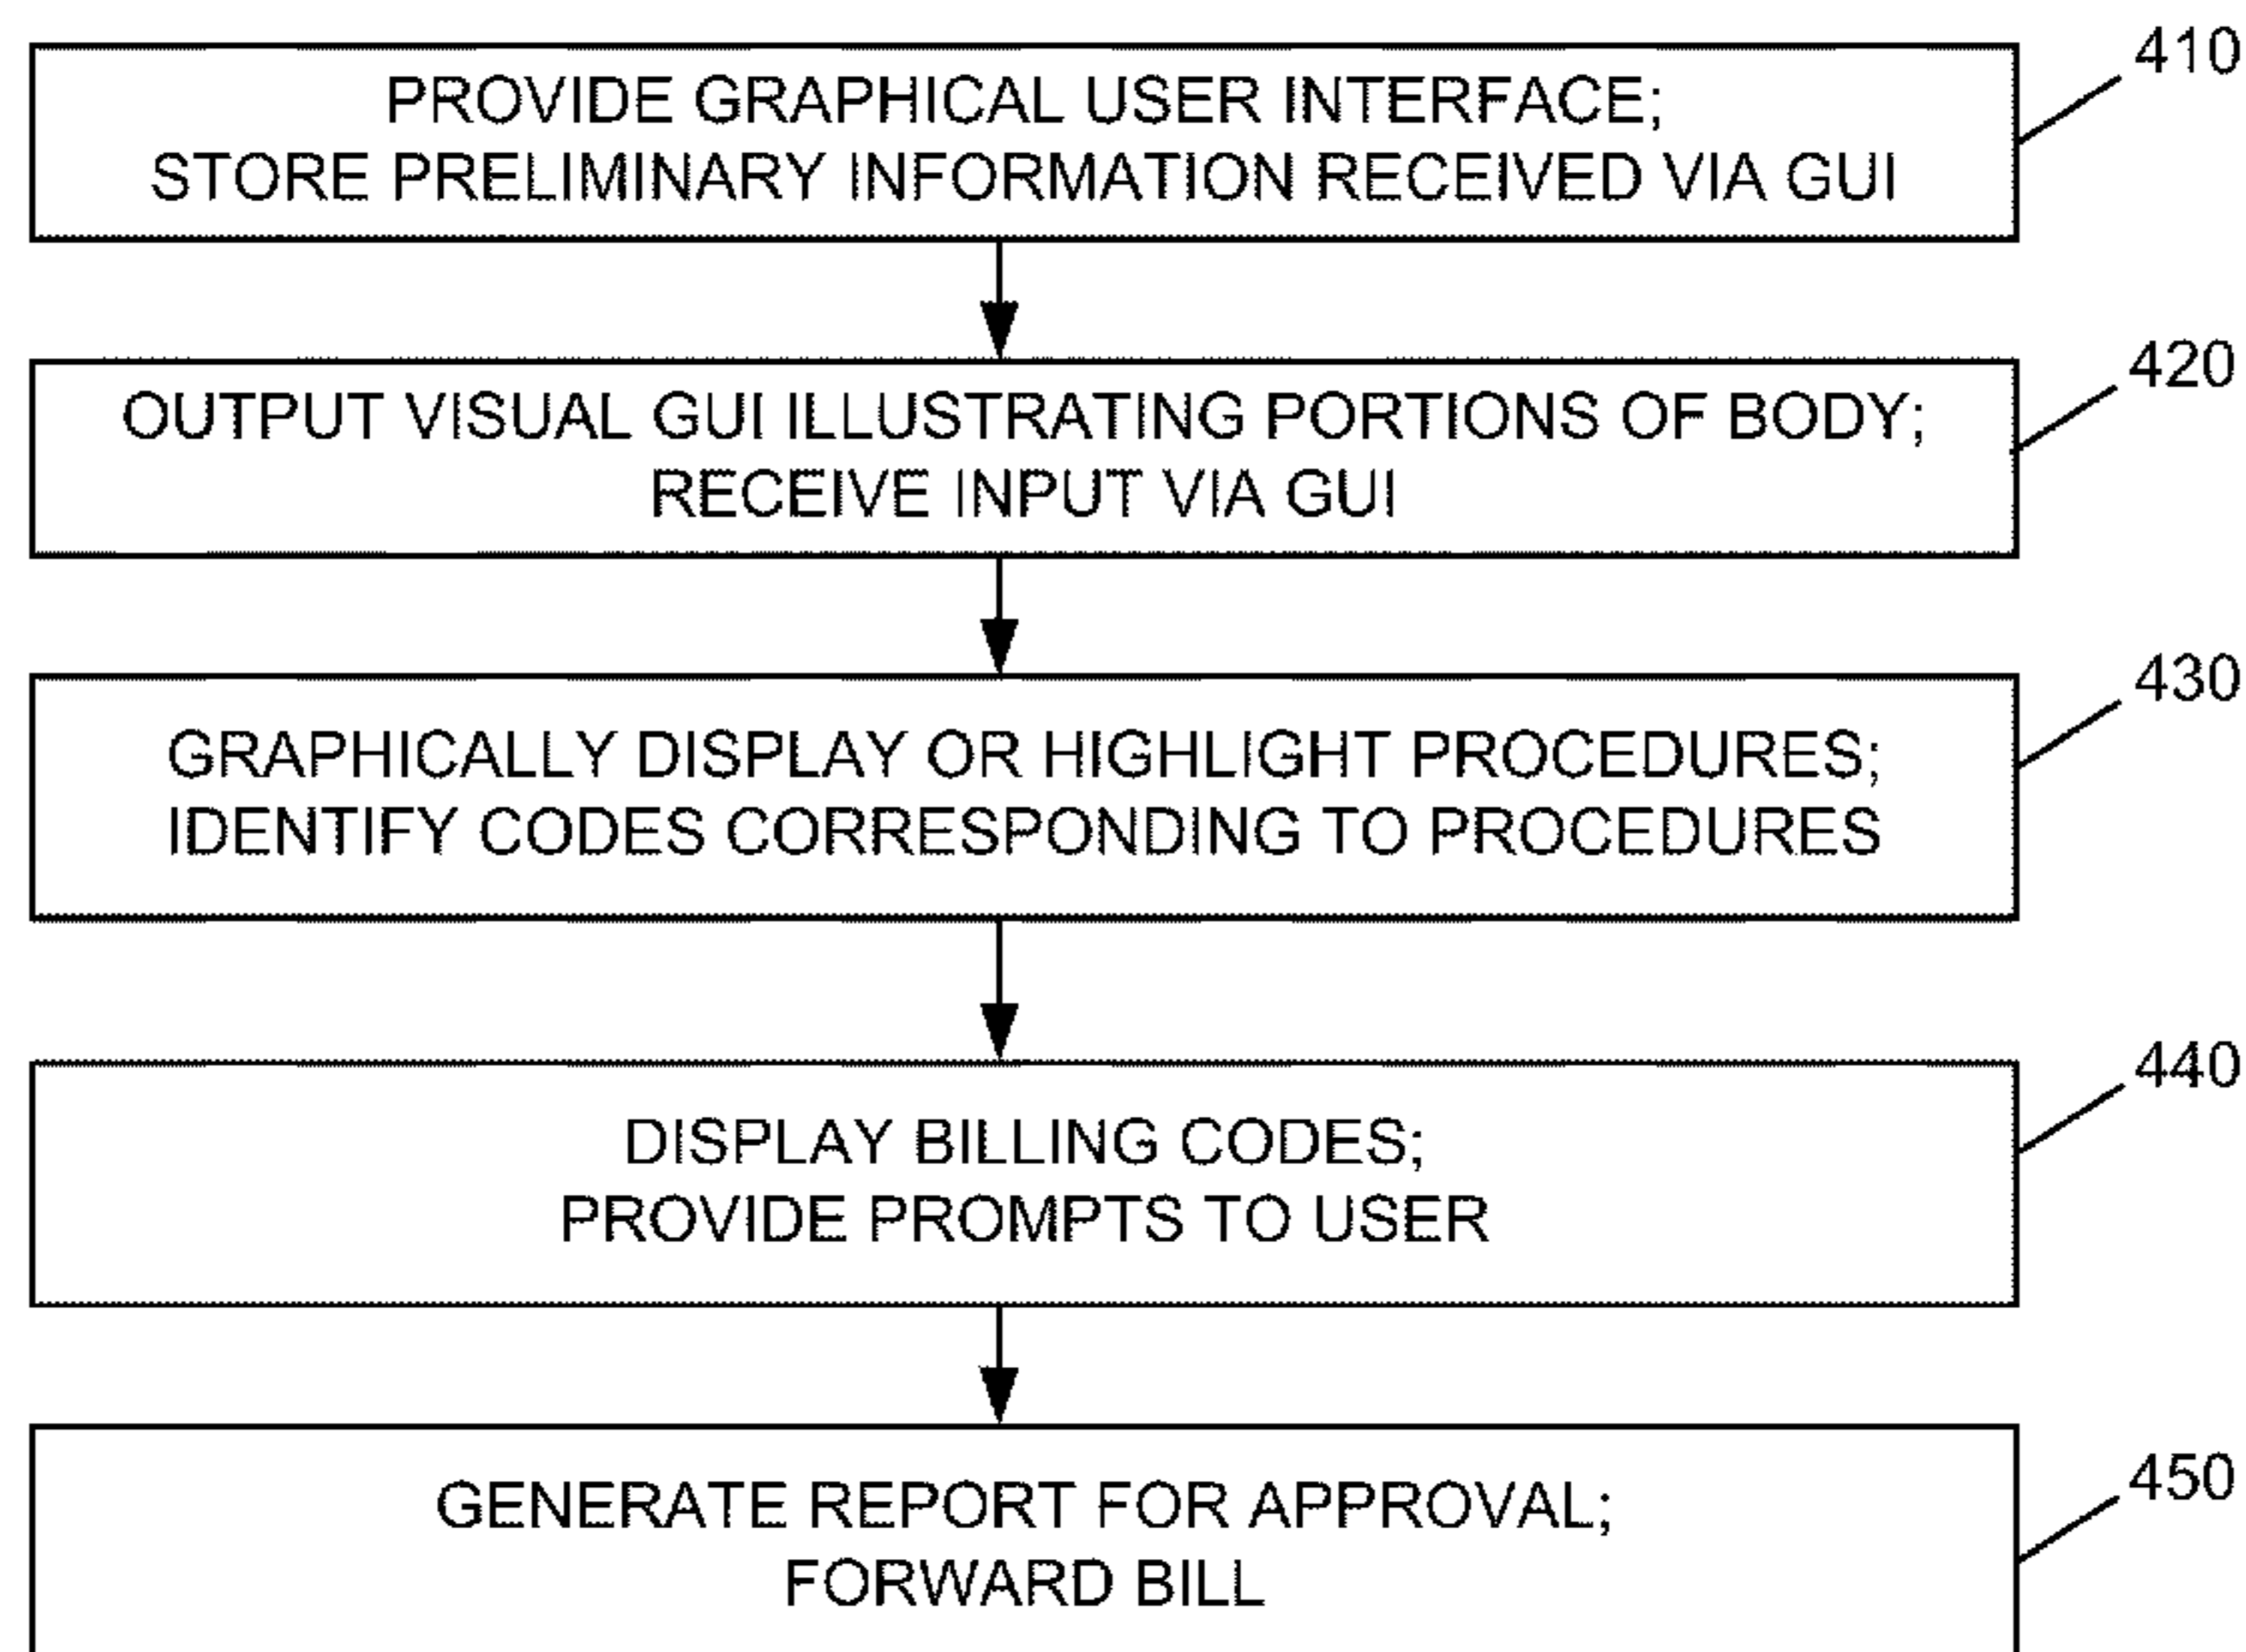 410
PROVIDE GRAPHICAL USER INTERFACE;
STORE PRELIMINARY INFORMATION RECEIVED VIA GUI
420
OUTPUT VISUAL GUI ILLUSTRATING PORTIONS OF BODY;
RECEIVE INPUT VIA GUI
430
GRAPHICALLY DISPLAY OR HIGHLIGHT PROCEDURES;
IDENTIFY CODES CORRESPONDING TO PROCEDURES
440
DISPLAY BILLING CODES;
PROVIDE PROMPTS TO USER
450
GENERATE REPORT FOR APPROVAL;
FORWARD BILL